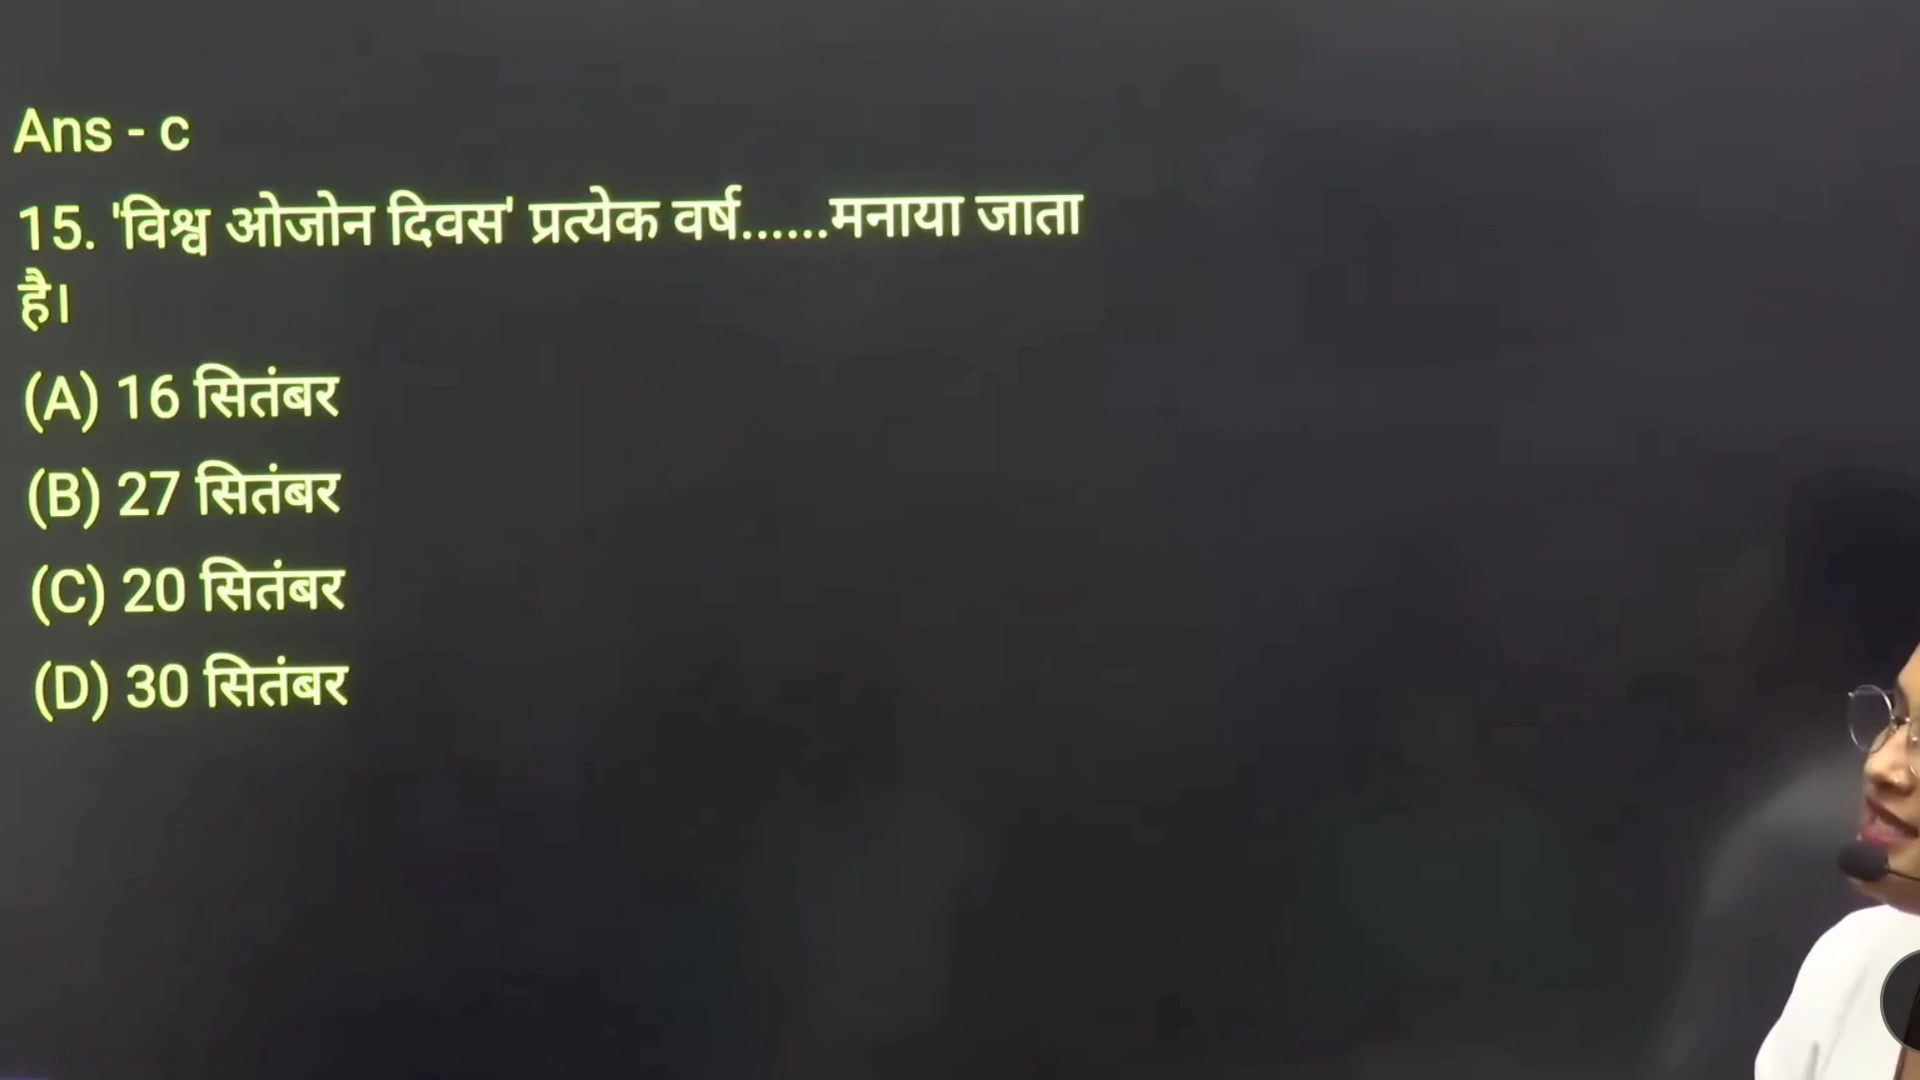 Ans - c
15. 'विश्व ओजोन दिवस' प्रत्येक वर्ष......मनाया जाता
है।
(A) 16 सितंबर
(B) 27 सितंबर
(C) 20 सितंबर
(D) 30 सितंबर